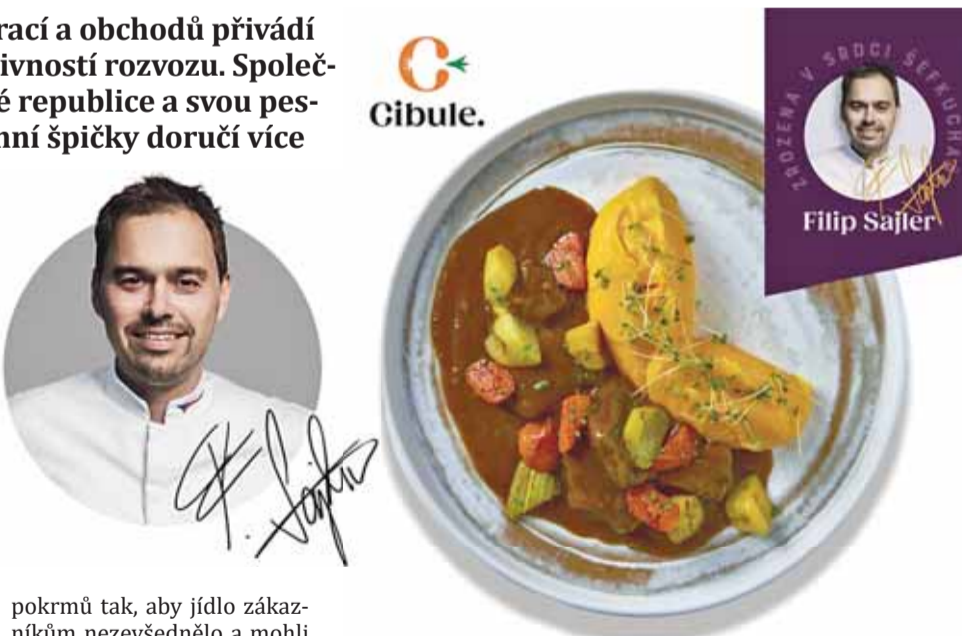 rací a obchodů přivádí
ivností rozvozu. Společ-
é republice a svou pes-
nní špičky doručí více
Cibule.
ZROZENA V SRDCI ŠÉFKUCHAŘE
Filip Sajler
F. Sajler
pokrmů tak, aby jídlo zákaz-
níkům nezevšednělo a mohli